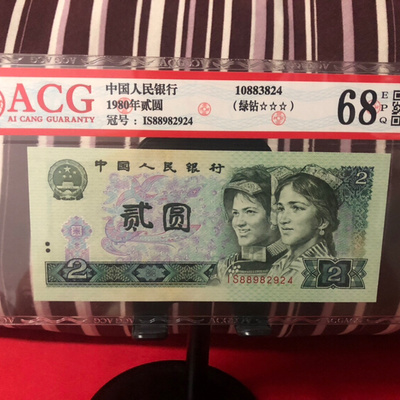 ACG
AI CANG GUARANTY
中国人民银行
1980年贰圆
冠号：IS88982924
10883824
(绿钻☆☆☆)
68
E
P
Q
中国人民银行
贰圆
2
2
2
IS88982924